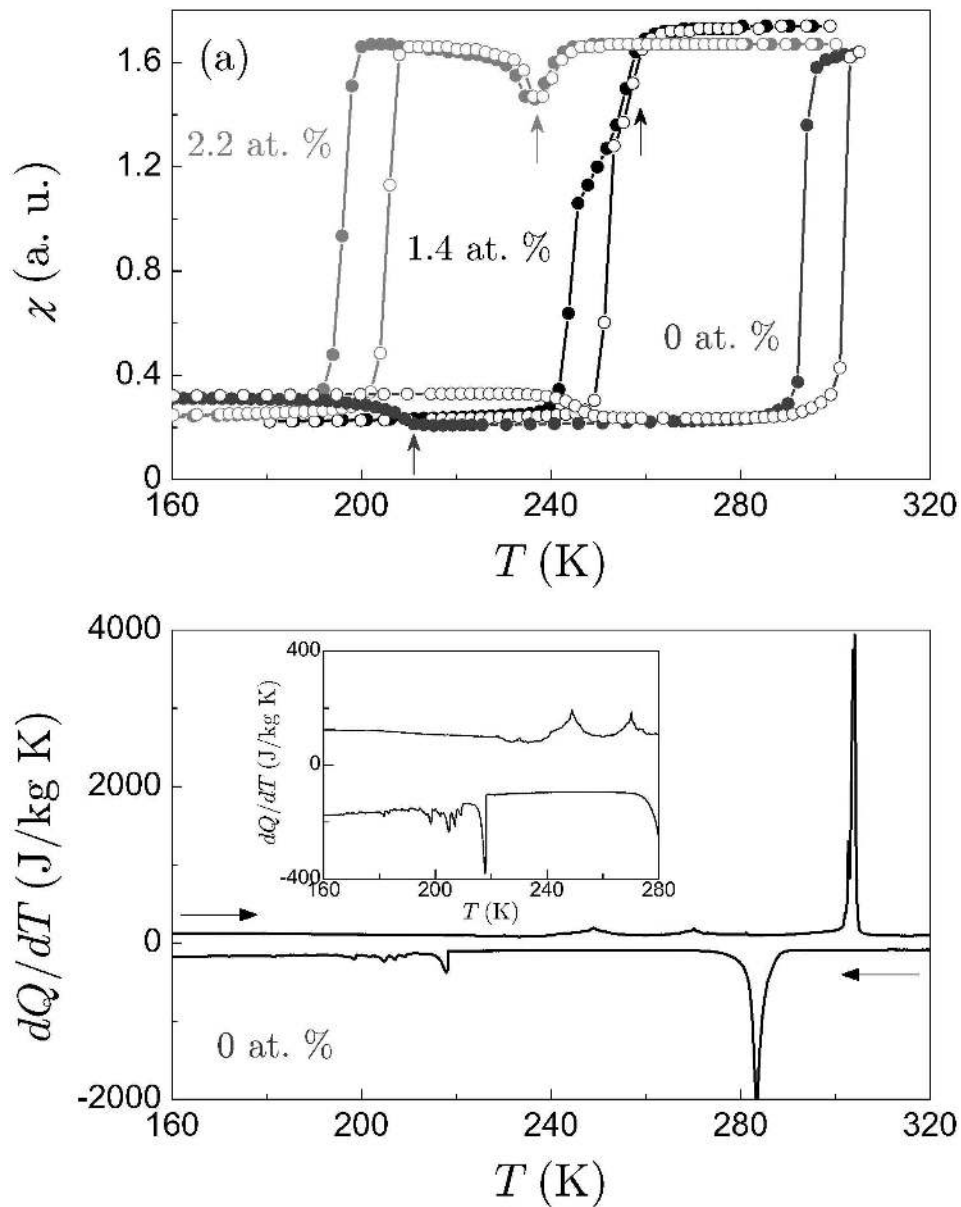 (a)
2.2 at. %
1.4 at. %
0 at. %
χ (a. u.)
1.6
1.2
0.8
0.4
0
160 200 240 280 320
T (K)
4000
2000
0
-2000
dQ/dT (J/kg K)
400
0
-400
dQ/dT (J/kg K)
160 200 240 280
T (K)
0 at. %
160 200 240 280 320
T (K)